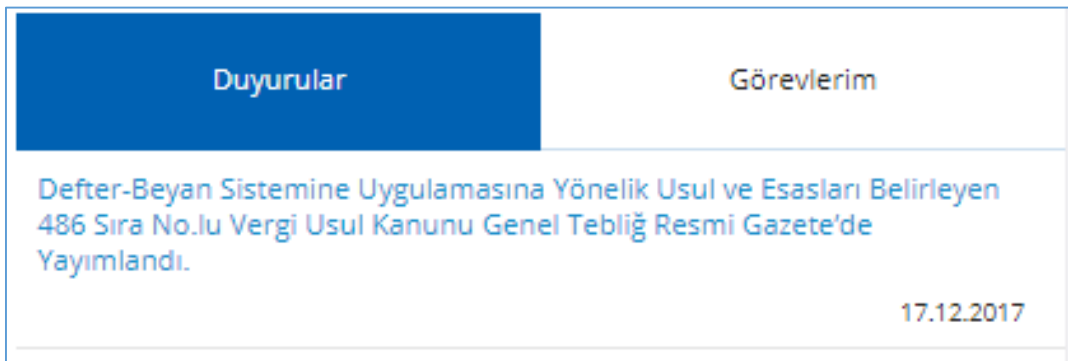 Duyurular
Görevlerim
Defter-Beyan Sistemine Uygulamasına Yönelik Usul ve Esasları Belirleyen
486 Sıra No.lu Vergi Usul Kanunu Genel Tebliğ Resmi Gazete’de
Yayımlandı.
17.12.2017